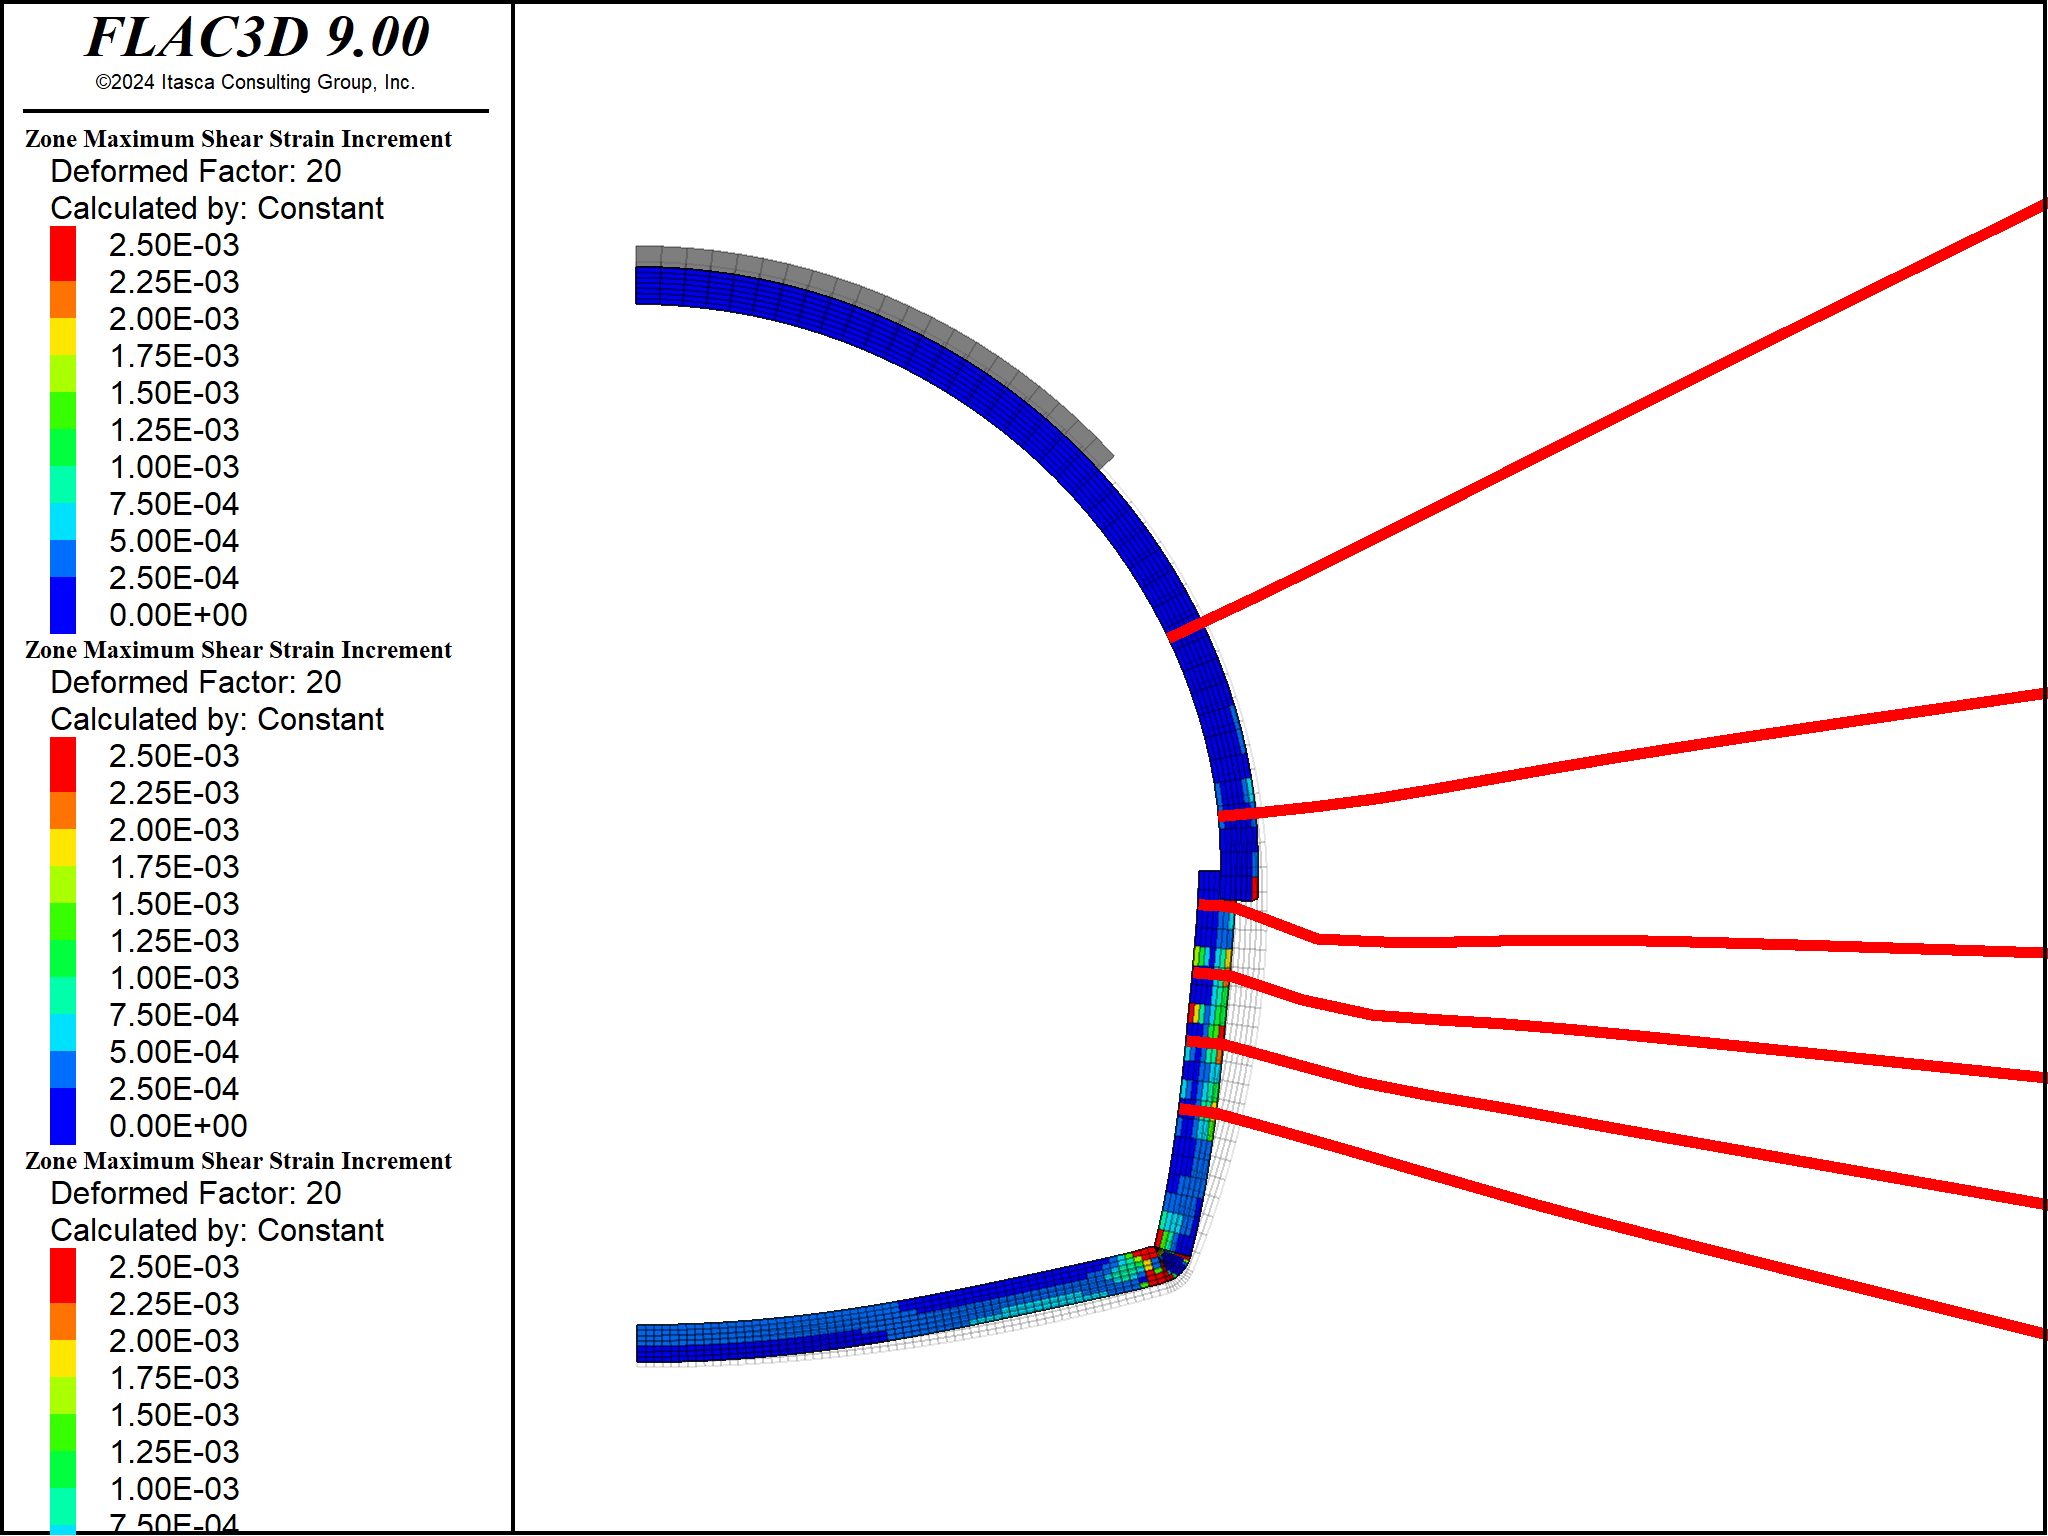 FLAC3D 9.00
©2024 Itasca Consulting Group, Inc.
Zone Maximum Shear Strain Increment
Deformed Factor: 20
Calculated by: Constant
2.50E-03
2.25E-03
2.00E-03
1.75E-03
1.50E-03
1.25E-03
1.00E-03
7.50E-04
5.00E-04
2.50E-04
0.00E+00
Zone Maximum Shear Strain Increment
Deformed Factor: 20
Calculated by: Constant
2.50E-03
2.25E-03
2.00E-03
1.75E-03
1.50E-03
1.25E-03
1.00E-03
7.50E-04
5.00E-04
2.50E-04
0.00E+00
Zone Maximum Shear Strain Increment
Deformed Factor: 20
Calculated by: Constant
2.50E-03
2.25E-03
2.00E-03
1.75E-03
1.50E-03
1.25E-03
1.00E-03
7.50E-04